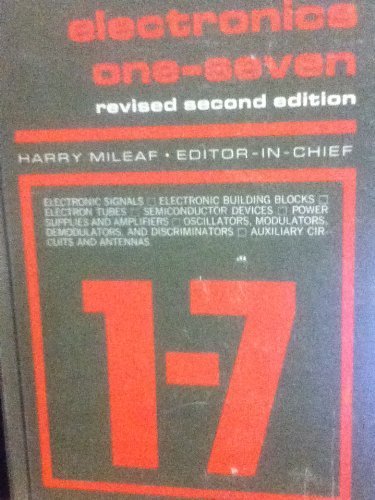 electronics
one-seven
revised second edition
HARRY MILEAF • EDITOR-IN-CHIEF
ELECTRONIC SIGNALS □ ELECTRONIC BUILDING BLOCKS □
ELECTRON TUBES □ SEMICONDUCTOR DEVICES □ POWER
SUPPLIES AND AMPLIFIERS □ OSCILLATORS, MODULATORS,
DEMODULATORS, AND DISCRIMINATORS □ AUXILIARY CIR-
CUITS AND ANTENNAS
1-7